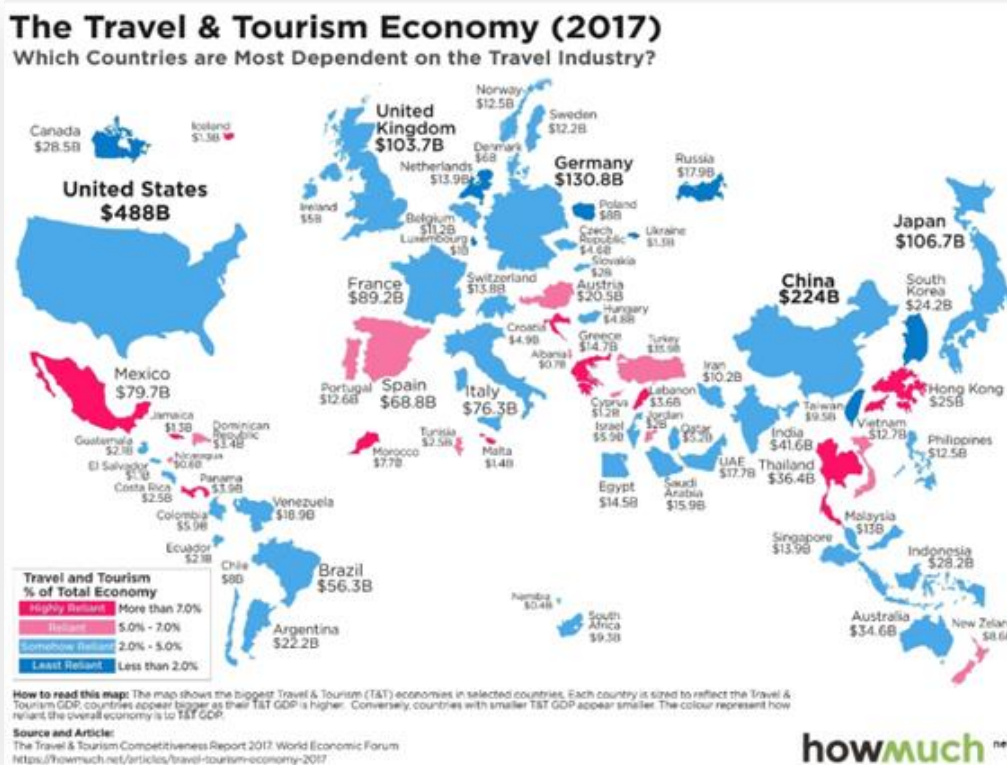 The Travel & Tourism Economy (2017)
Which Countries are Most Dependent on the Travel Industry?
Canada
$28.5B
Iceland
$1.3B
United States
$488B
Norway
$12.5B
Sweden
$12.2B
United
Kingdom
$103.7B
Denmark
$6B
Netherlands
$13.9B
Germany
$130.8B
Russia
$17.9B
Ireland
$5B
Belgium
$11.2B
Luxembourg
$1B
Poland
$8B
Czech
Republic
$4.6B
Ukraine
$1.3B
Slovakia
$2B
Japan
$106.7B
France
$89.2B
Switzerland
$13.8B
Austria
$20.5B
Hungary
$4.8B
China
$224B
South
Korea
$24.2B
Croatia
$4.9B
Albania
$0.7B
Greece
$14.7B
Turkey
Iran
$10.2B
Mexico
$79.7B
Portugal
$12.6B
Spain
$68.8B
Italy
$76.3B
Cyprus
$1.2B
Lebanon
$3.6B
Hong Kong
$25B
Jamaica
$1.3B
Dominican
Republic
$3.4B
Guatemala
$2.1B
Nicaragua
$0.6B
El Salvador
$1.1B
Costa Rica
$2.5B
Panama
$3.9B
Tunisia
$2.5B
Morocco
$7.7B
Malta
$1.4B
Israel
$5.9B
Jordan
$2B
Qatar
$5.2B
India
$41.6B
Taiwan
$9.5B
Vietnam
$12.7B
Philippines
$12.5B
UAE
$17.7B
Thailand
$36.4B
Egypt
$14.5B
Saudi
Arabia
$15.9B
Colombia
$5.9B
Venezuela
$18.9B
Malaysia
$13B
Singapore
$13.9B
Indonesia
$28.2B
Ecuador
$2.1B
Chile
$8B
Brazil
$56.3B
Argentina
$22.2B
Namibia
$0.4B
South
Africa
$9.3B
Australia
$34.6B
New Zelan
$8.6
Travel and Tourism
% of Total Economy
Highly Reliant More than 7.0%
Reliant 5.0% - 7.0%
Somehow Reliant 2.0% - 5.0%
Least Reliant Less than 2.0%
How to read this map: The map shows the biggest Travel & Tourism (T&T) economies in selected countries. Each country is sized to reflect the Travel &
Tourism GDP, countries appear bigger as their T&T GDP is higher. Conversely, countries with smaller T&T GDP appear smaller. The colour represent how
reliant the overall economy is to T&T GDP.
Source and Article:
The Travel & Tourism Competitiveness Report 2017. World Economic Forum
https://howmuch.net/articles/travel-tourism-economy-2017
howmuch ne